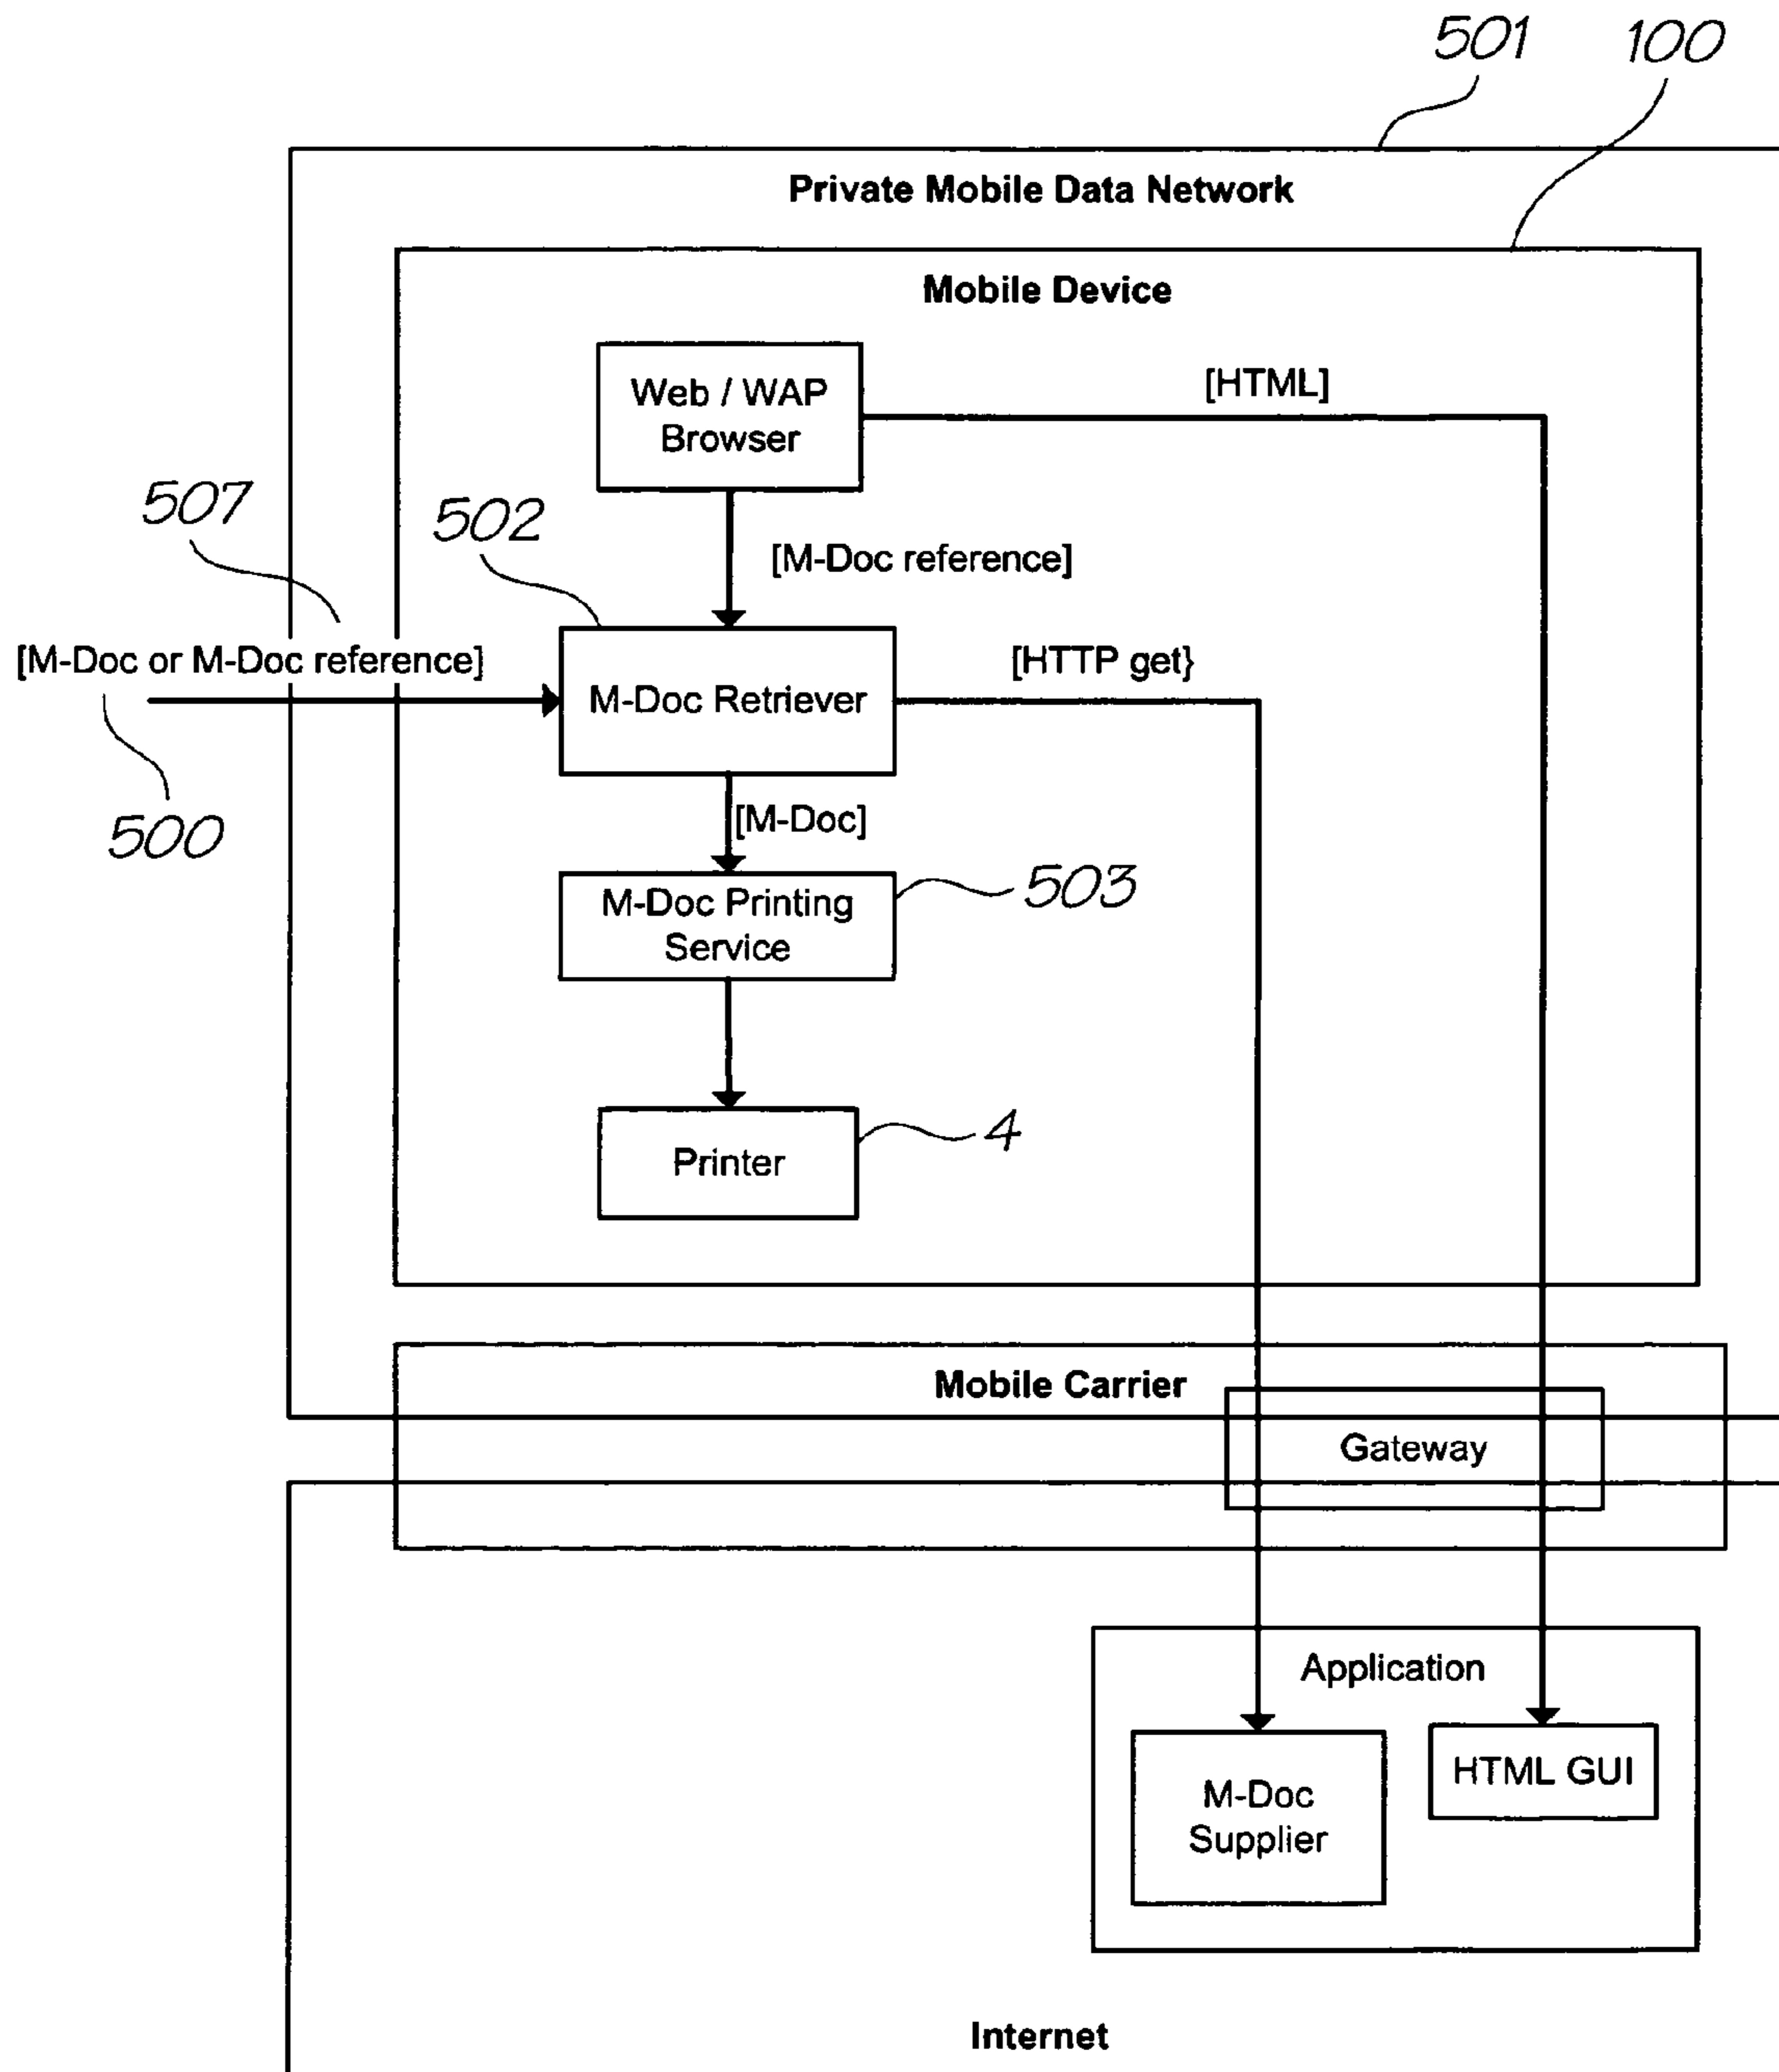 501
100
Private Mobile Data Network
Mobile Device
Web / WAP
Browser
[HTML]
507
502
[M-Doc reference]
[M-Doc or M-Doc reference]
M-Doc Retriever
[HTTP get}
500
[M-Doc]
M-Doc Printing
Service
503
Printer
4
Mobile Carrier
Gateway
Application
M-Doc
Supplier
HTML GUI
Internet